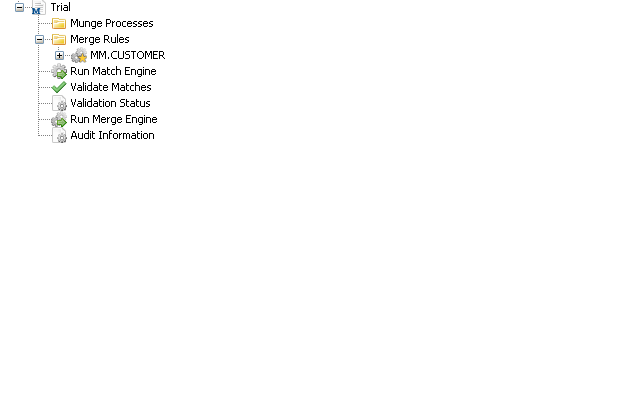 Trial
Munge Processes
Merge Rules
MM.CUSTOMER
Run Match Engine
Validate Matches
Validation Status
Run Merge Engine
Audit Information